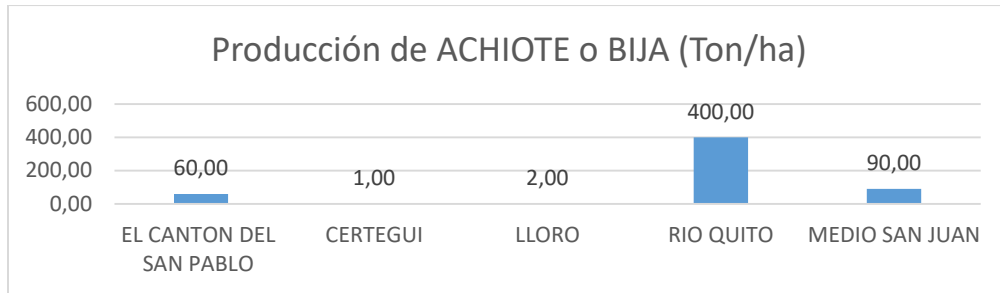 Producción de ACHIOTE o BIJA (Ton/ha)
600,00
400,00
200,00
0,00
60,00
1,00
2,00
400,00
90,00
EL CANTON DEL
SAN PABLO
CERTEGUI
LLORO
RIO QUITO
MEDIO SAN JUAN